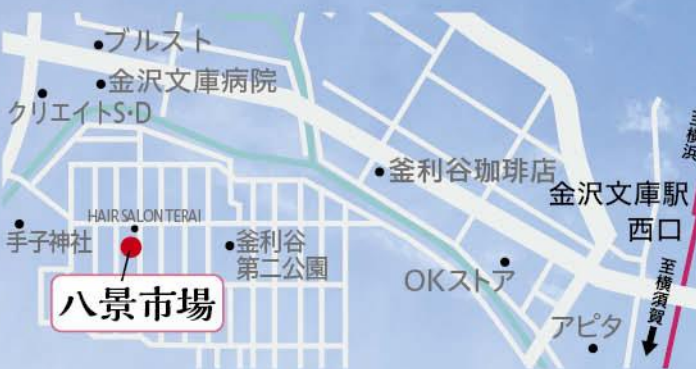 ブルスト
金沢文庫病院
クリエイトS・D
釜利谷珈琲店
至横浜
金沢文庫駅
西口
HAIR SALON TERAI
手子神社
釜利谷
第二公園
八景市場
OKストア
至横須賀
アピタ